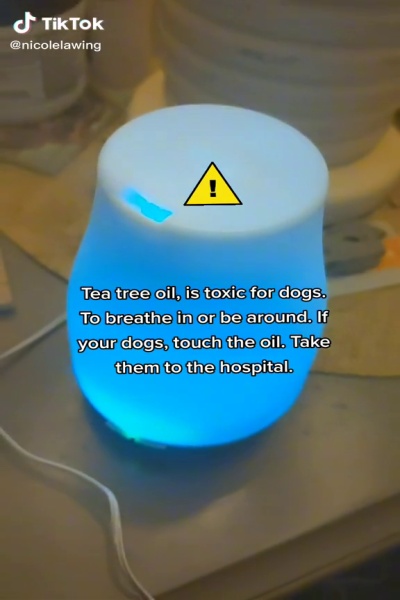 TikTok
@nicolelawing
!
Tea tree oil, is toxic for dogs.
To breathe in or be around. If
your dogs, touch the oil. Take
them to the hospital.